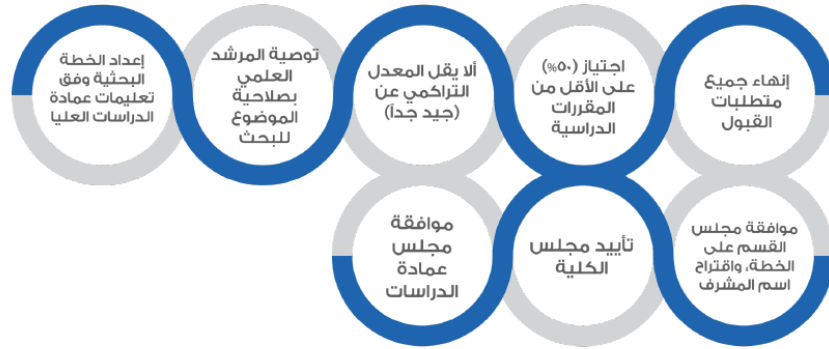 إنهاء جميع
متطلبات
القبول
اجتياز (٥٠%)
على الأقل من
المقررات
الدراسية
ألا يقل المعدل
التراكمي عن
(جيد جداً)
توصية المرشد
العلمي
بصلاحية
الموضوع
للبحث
إعداد الخطة
البحثية وفق
تعليمات عمادة
الدراسات العليا
موافقة مجلس
القسم على
الخطة، واقتراح
اسم المشرف
تأييد مجلس
الكلية
موافقة
مجلس
عمادة
الدراسات